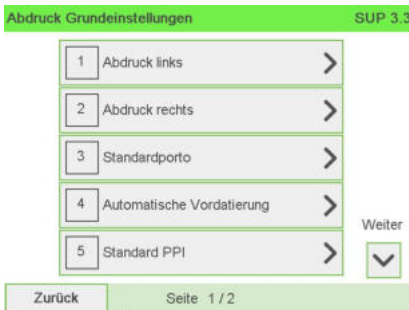 Abdruck Grundeinstellungen SUP 3.3
1 Abdruck links
2 Abdruck rechts
3 Standardporto
4 Automatische Vordatierung
5 Standard PPI
Weiter
Zurück Seite 1 / 2